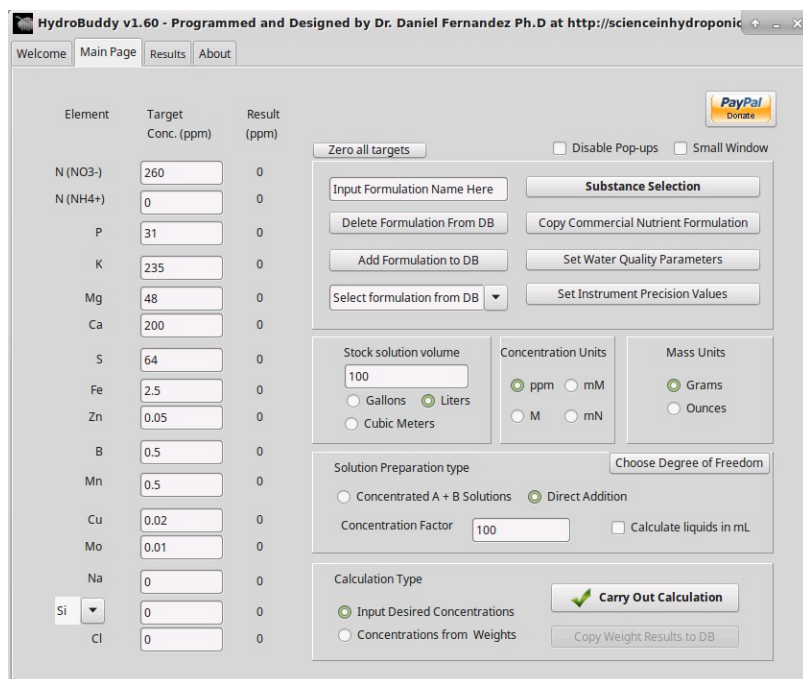 HydroBuddy v1.60 - Programmed and Designed by Dr. Daniel Fernandez Ph.D at http://scienceinhydroponic
Welcome Main Page Results About
PayPal
Donate
Element Target Conc. (ppm) Result (ppm)
Zero all targets Disable Pop-ups Small Window
N (NO3-) 260 0
N (NH4+) 0 0
P 31 0
K 235 0
Mg 48 0
Ca 200 0
S 64 0
Fe 2.5 0
Zn 0.05 0
B 0.5 0
Mn 0.5 0
Cu 0.02 0
Mo 0.01 0
Na 0 0
Si 0 0
Cl 0 0
Input Formulation Name Here Substance Selection
Delete Formulation From DB Copy Commercial Nutrient Formulation
Add Formulation to DB Set Water Quality Parameters
Select formulation from DB Set Instrument Precision Values
Stock solution volume
100
Gallons Liters
Cubic Meters
Concentration Units
ppm mM
M mN
Mass Units
Grams
Ounces
Choose Degree of Freedom
Solution Preparation type
Concentrated A + B Solutions Direct Addition
Concentration Factor 100 Calculate liquids in mL
Calculation Type
Input Desired Concentrations
Concentrations from Weights
Carry Out Calculation
Copy Weight Results to DB